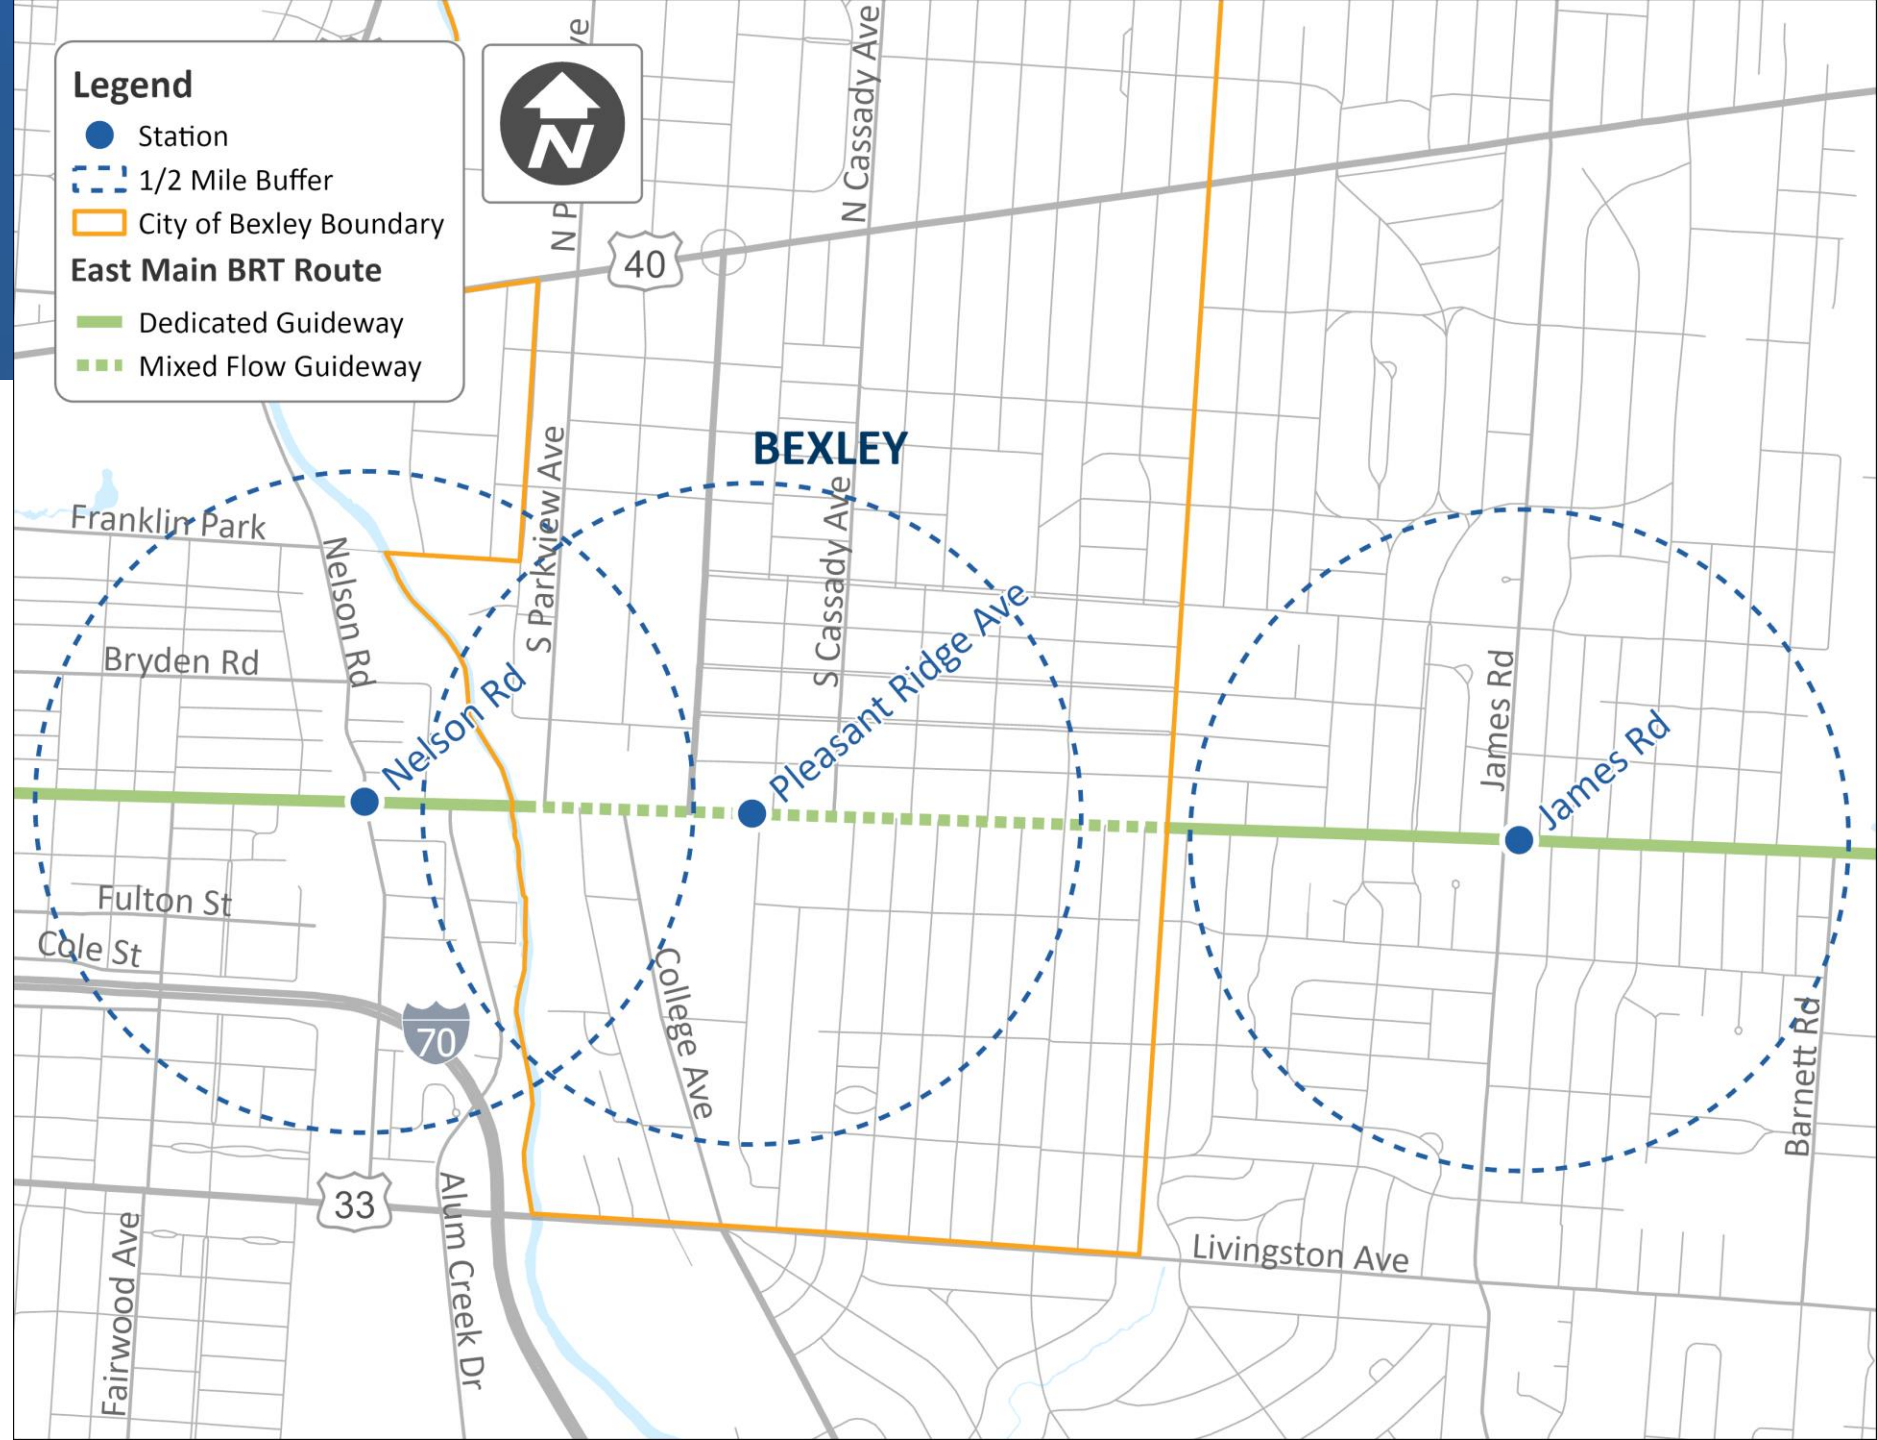 Legend
Station
1/2 Mile Buffer
City of Bexley Boundary
East Main BRT Route
Dedicated Guideway
Mixed Flow Guideway
N
N P ve
N Cassady Ave
40
BEXLEY
S Parkview Ave
S Cassady Ave
Franklin Park
Nelson Rd
Bryden Rd
Nelson Rd
Pleasant Ridge Ave
James Rd
James Rd
Fulton St
Cole St
College Ave
70
Barnett Rd
33
Alum Creek Dr
Fairwood Ave
Livingston Ave